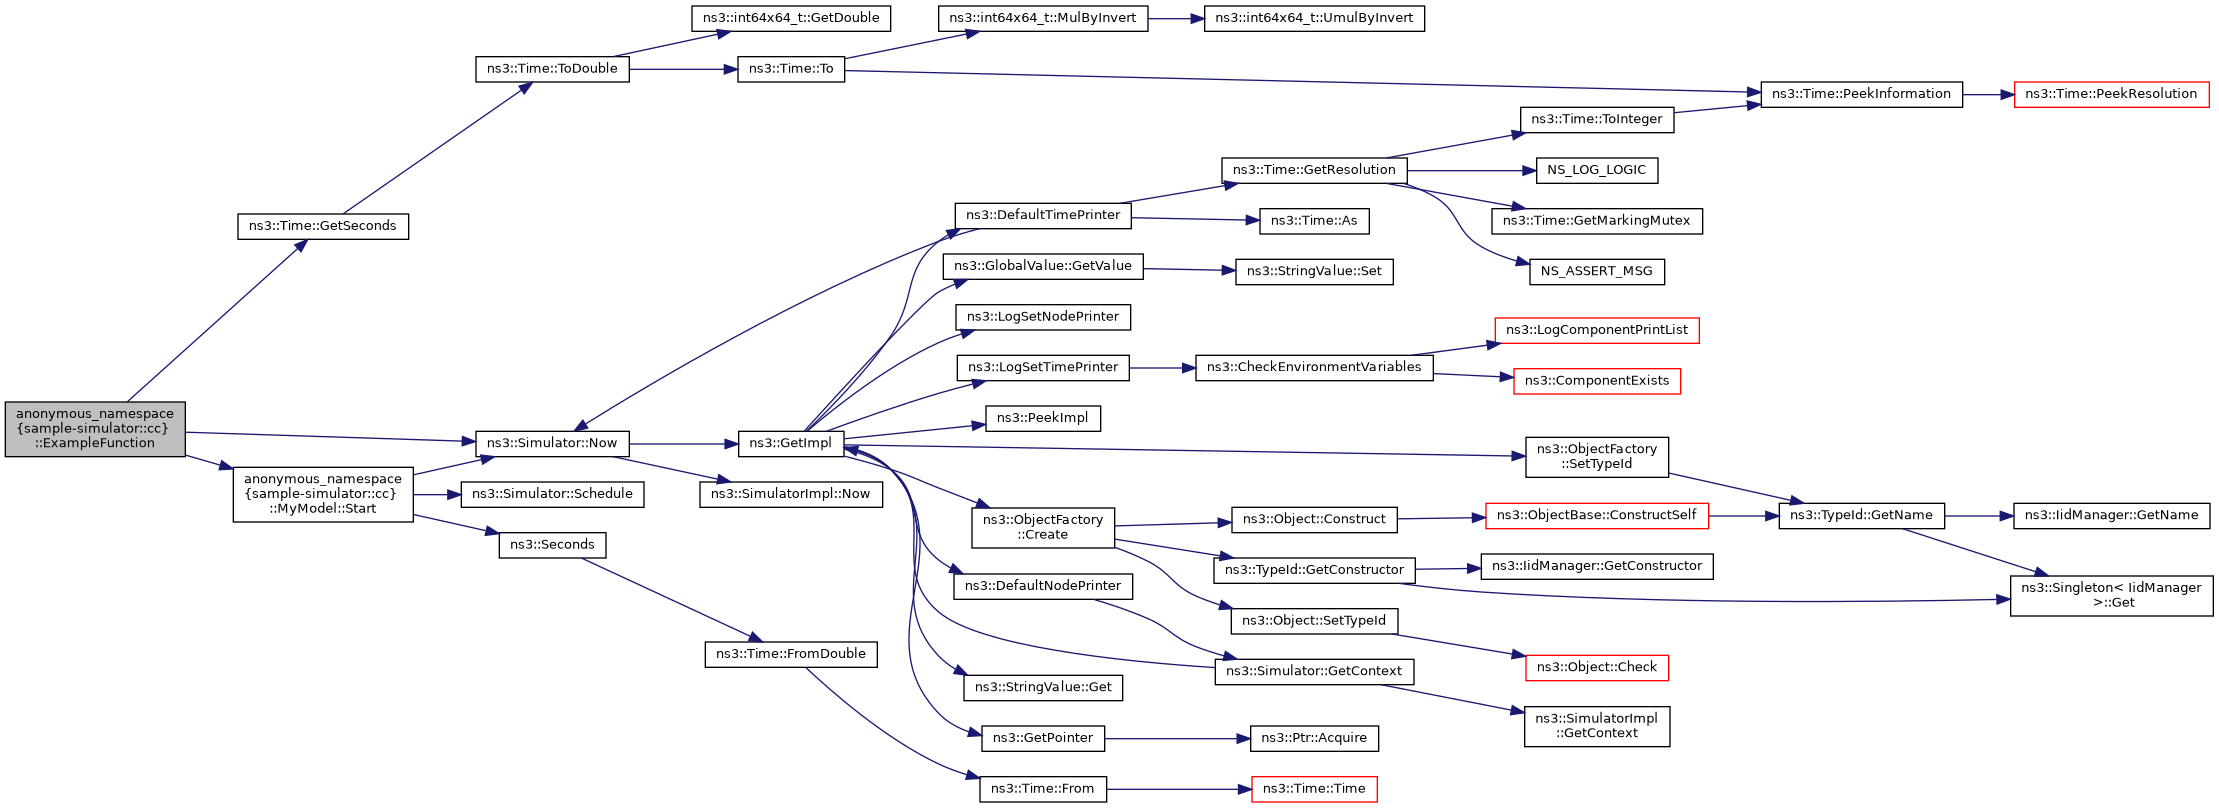 anonymous_namespace
{sample-simulator::cc}
::ExampleFunction
ns3::Time::GetSeconds
anonymous_namespace
{sample-simulator::cc}
::MyModel::Start
ns3::Time::ToDouble
ns3::Simulator::Now
ns3::Simulator::Schedule
ns3::Seconds
ns3::int64x64_t::GetDouble
ns3::Time::To
ns3::GetImpl
ns3::SimulatorImpl::Now
ns3::Time::FromDouble
ns3::int64x64_t::MulByInvert
ns3::DefaultTimePrinter
ns3::GlobalValue::GetValue
ns3::LogSetNodePrinter
ns3::LogSetTimePrinter
ns3::PeekImpl
ns3::ObjectFactory
::Create
ns3::DefaultNodePrinter
ns3::StringValue::Get
ns3::GetPointer
ns3::Time::From
ns3::int64x64_t::UmulByInvert
ns3::Time::GetResolution
ns3::Time::As
ns3::StringValue::Set
ns3::CheckEnvironmentVariables
ns3::Object::Construct
ns3::TypeId::GetConstructor
ns3::Object::SetTypeId
ns3::Simulator::GetContext
ns3::Ptr::Acquire
ns3::Time::Time
ns3::Time::ToInteger
NS_LOG_LOGIC
ns3::Time::GetMarkingMutex
NS_ASSERT_MSG
ns3::LogComponentPrintList
ns3::ComponentExists
ns3::ObjectFactory
::SetTypeId
ns3::ObjectBase::ConstructSelf
ns3::IidManager::GetConstructor
ns3::Object::Check
ns3::SimulatorImpl
::GetContext
ns3::Time::PeekInformation
ns3::TypeId::GetName
ns3::Time::PeekResolution
ns3::IidManager::GetName
ns3::Singleton< IidManager
>::Get